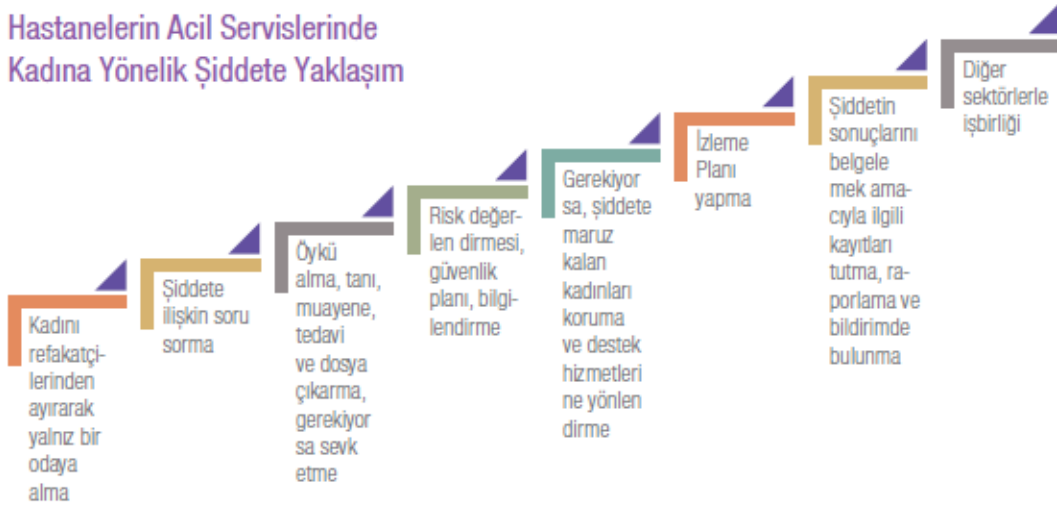 Hastanelerin Acil Servislerinde
Kadına Yönelik Şiddete Yaklaşım
Kadını
refakatçi-
lerinden
ayırarak
yalnız bir
odaya
alma
Şiddete
ilişkin soru
sorma
Öykü
alma, tanı,
muayene,
tedavi
ve dosya
çıkarma,
gerekiyor
sa sevk
etme
Risk değer-
len dirmesi,
güvenlik
planı, bilgi-
lendirme
Gerekiyor
sa, şiddete
maruz
kalan
kadınları
koruma
ve destek
hizmetleri
ne yönlen
dirme
İzleme
Planı
yapma
Şiddetin
sonuçlarını
belgele
mek ama-
cıyla ilgili
kayıtları
tutma, ra-
porlama ve
bildirimde
bulunma
Diğer
sektörlerle
işbirliği